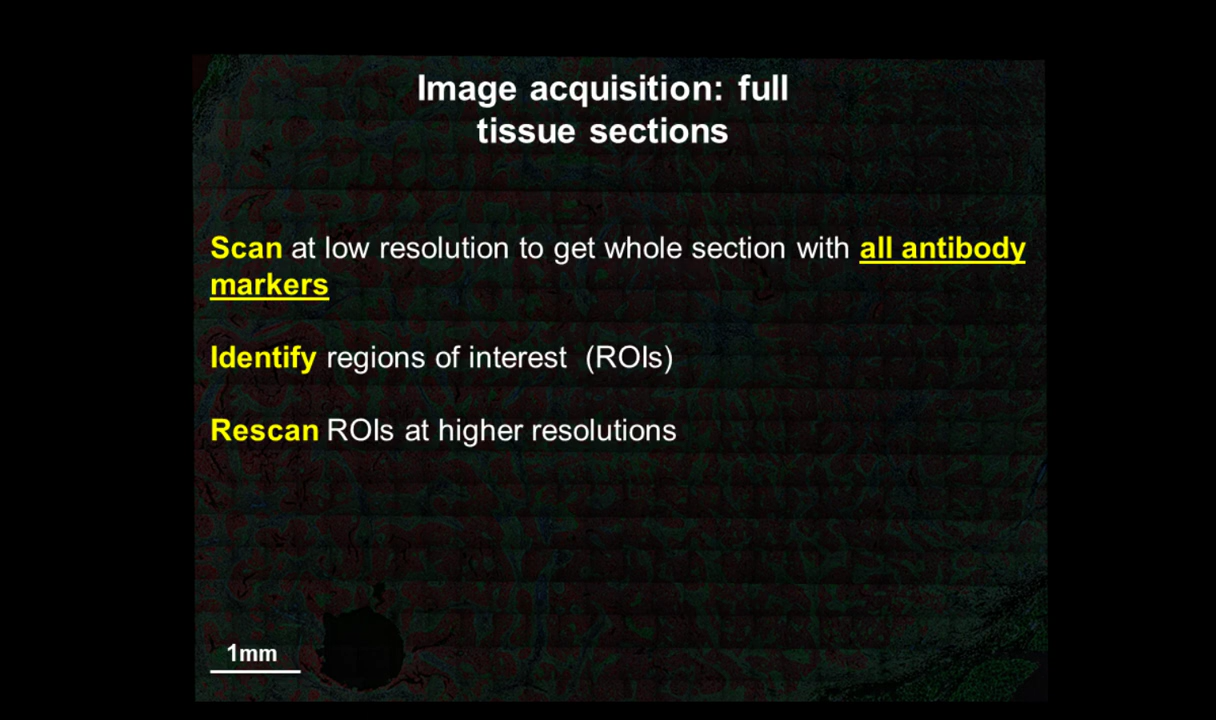 Image acquisition: full
tissue sections
Scan at low resolution to get whole section with all antibody
markers
Identify regions of interest (ROIs)
Rescan ROIs at higher resolutions
1mm